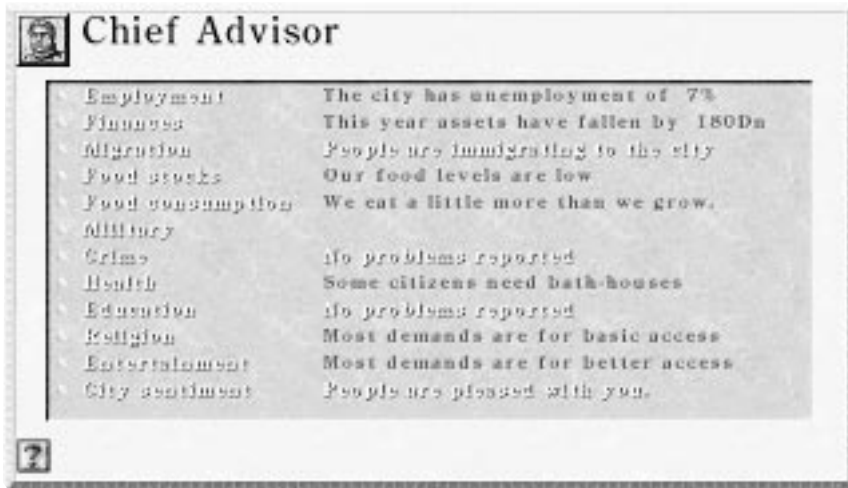 Chief Advisor
Employment The city has unemployment of 7%
Finances This year assets have fallen by 180Dn
Migration People are immigrating to the city
Food stocks Our food levels are low
Food consumption We eat a little more than we grow.
Military
Crime No problems reported
Health Some citizens need bath-houses
Education No problems reported
Religion Most demands are for basic access
Entertainment Most demands are for better access
City sentiment People are pleased with you.
?